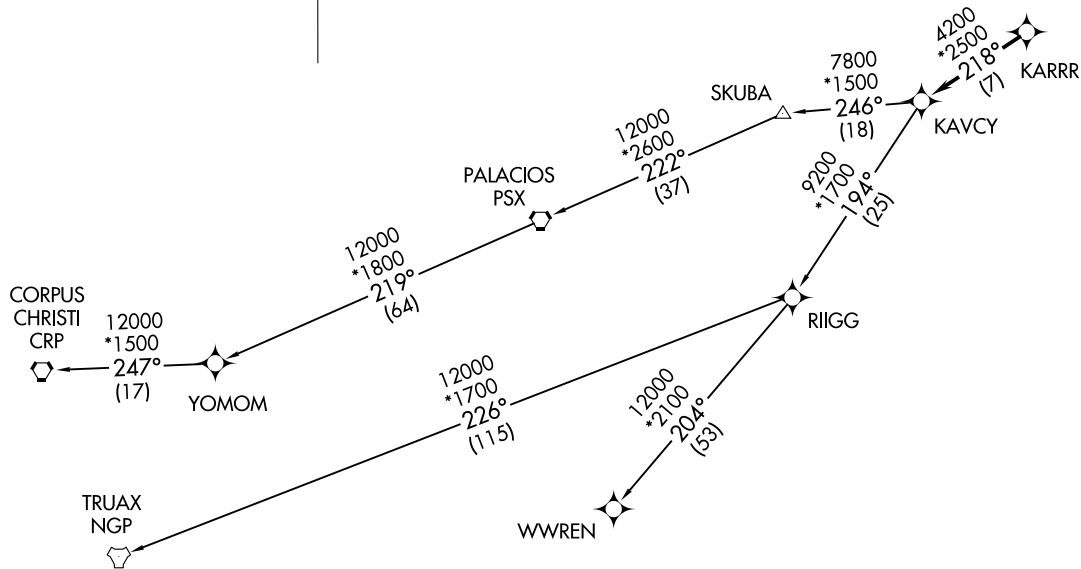 4200
*2500
218°
(7)
KARRR
7800
*1500
246°
(18)
SKUBA
KAVCY
12000
*2600
222°
(37)
PALACIOS
PSX
9200
*1700
194°
(25)
12000
*1800
219°
(64)
CORPUS
CHRISTI
CRP
12000
*1500
247°
(17)
YOMOM
RIIGG
12000
*1700
226°
(115)
12000
*2100
204°
(53)
TRUAX
NGP
WWREN